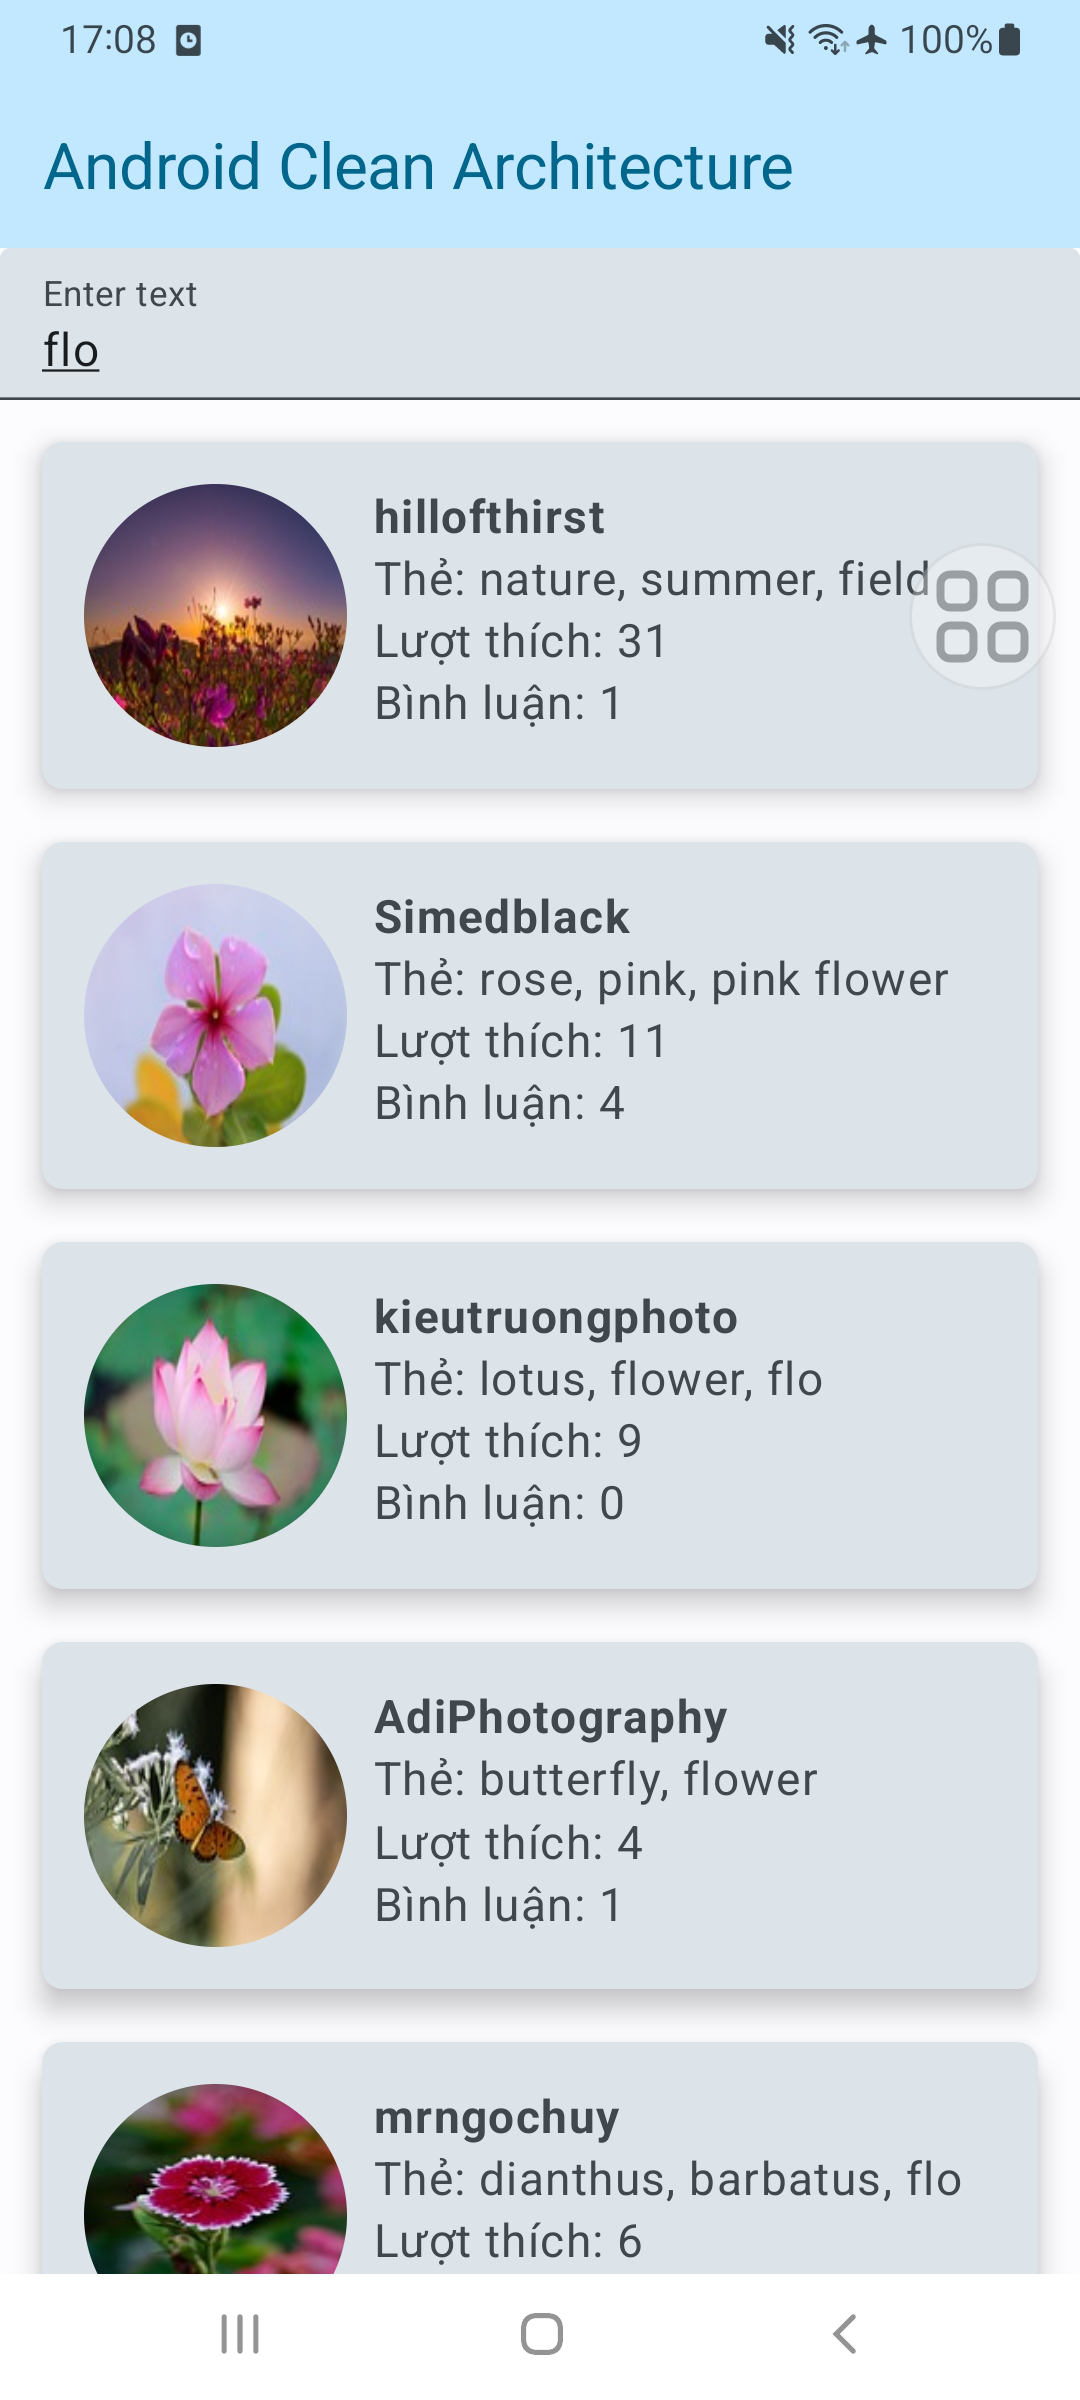 17:08
100%
Android Clean Architecture
Enter text
flo
hillofthirst
Thẻ: nature, summer, field
Lượt thích: 31
Bình luận: 1
Simedblack
Thẻ: rose, pink, pink flower
Lượt thích: 11
Bình luận: 4
kieutruongphoto
Thẻ: lotus, flower, flo
Lượt thích: 9
Bình luận: 0
AdiPhotography
Thẻ: butterfly, flower
Lượt thích: 4
Bình luận: 1
mrngochuy
Thẻ: dianthus, barbatus, flo
Lượt thích: 6